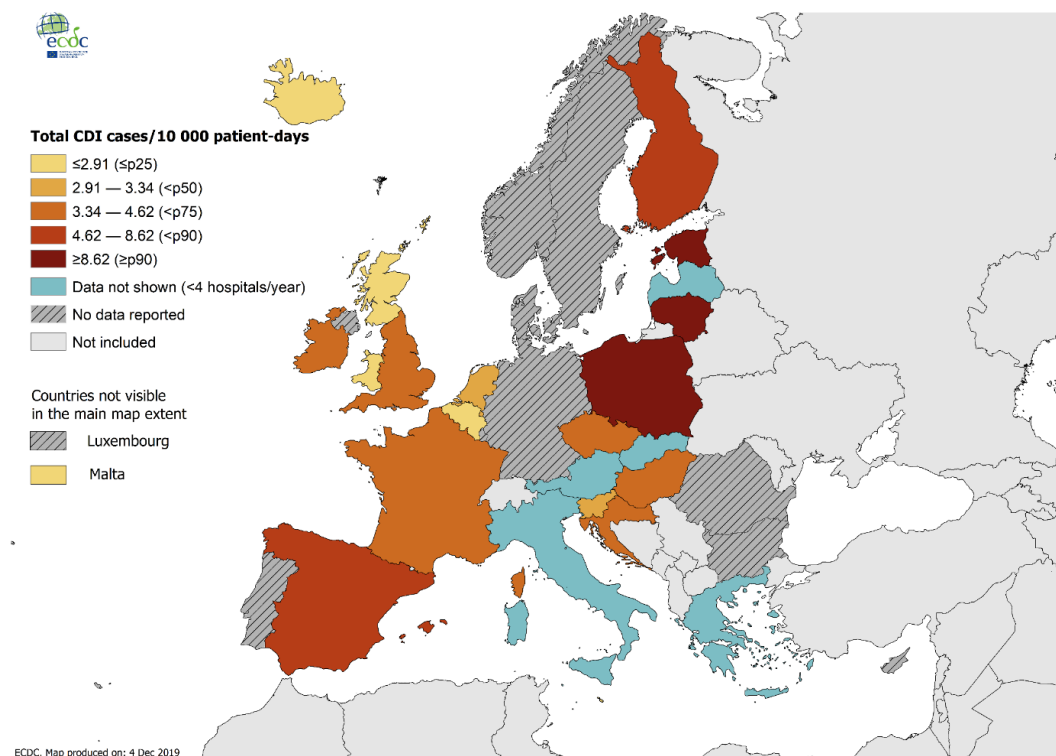 ecdc
Total CDI cases/10 000 patient-days
≤2.91 (≤p25)
2.91 — 3.34 (<p50)
3.34 — 4.62 (<p75)
4.62 — 8.62 (<p90)
≥8.62 (≥p90)
Data not shown (<4 hospitals/year)
No data reported
Not included
Countries not visible
in the main map extent
Luxembourg
Malta
ECDC. Map produced on: 4 Dec 2019